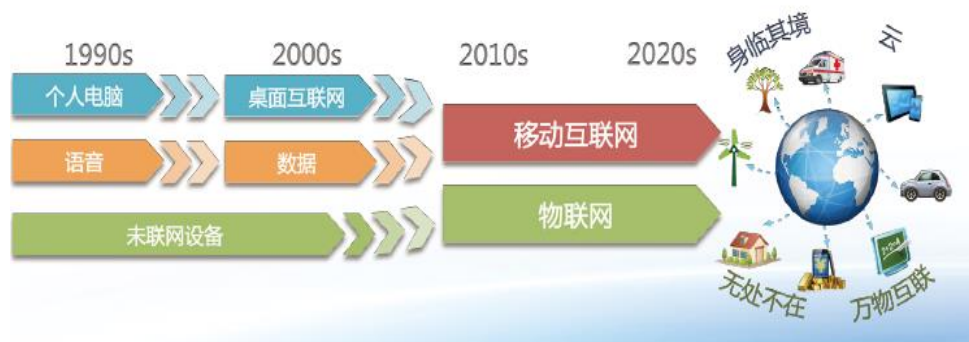 1990s
2000s
2010s
2020s
个人电脑
桌面互联网
移动互联网
语音
数据
未联网设备
物联网
身临其境
云
无处不在
万物互联